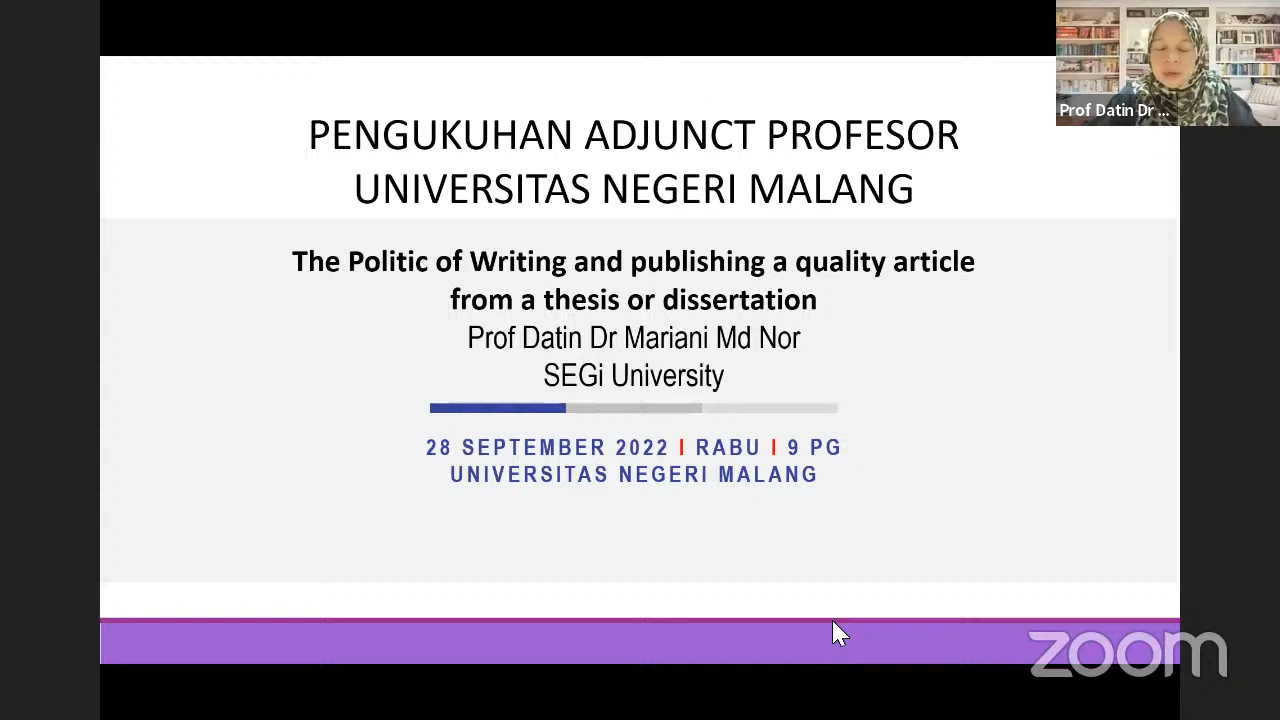 PENGUKUHAN ADJUNCT PROFESOR
UNIVERSITAS NEGERI MALANG
The Politic of Writing and publishing a quality article
from a thesis or dissertation
Prof Datin Dr Mariani Md Nor
SEGi University
28 SEPTEMBER 2022 I RABU I 9 PG
UNIVERSITAS NEGERI MALANG
Prof Datin Dr ...
zoom